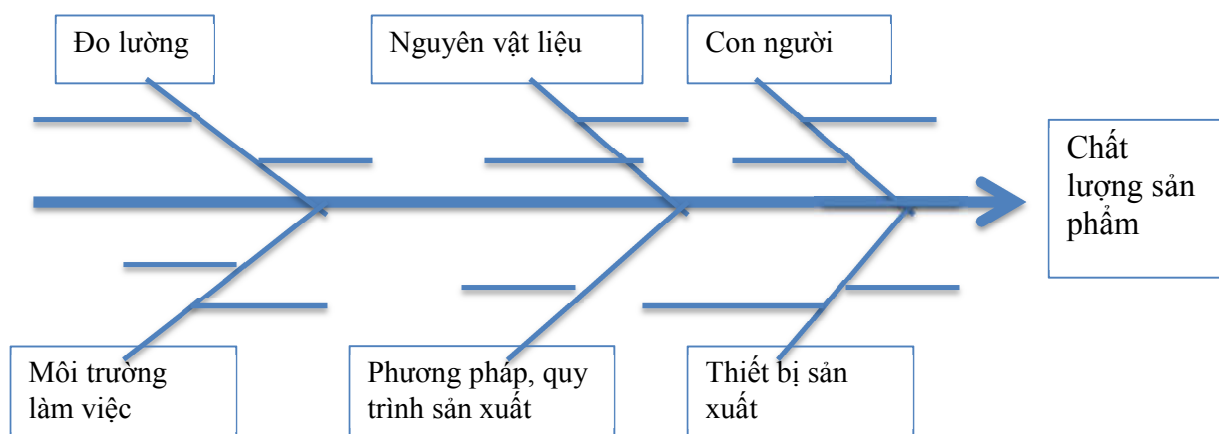 Đo lường
Nguyên vật liệu
Con người
Chất
lượng sản
phẩm
Môi trường
làm việc
Phương pháp, quy
trình sản xuất
Thiết bị sản
xuất